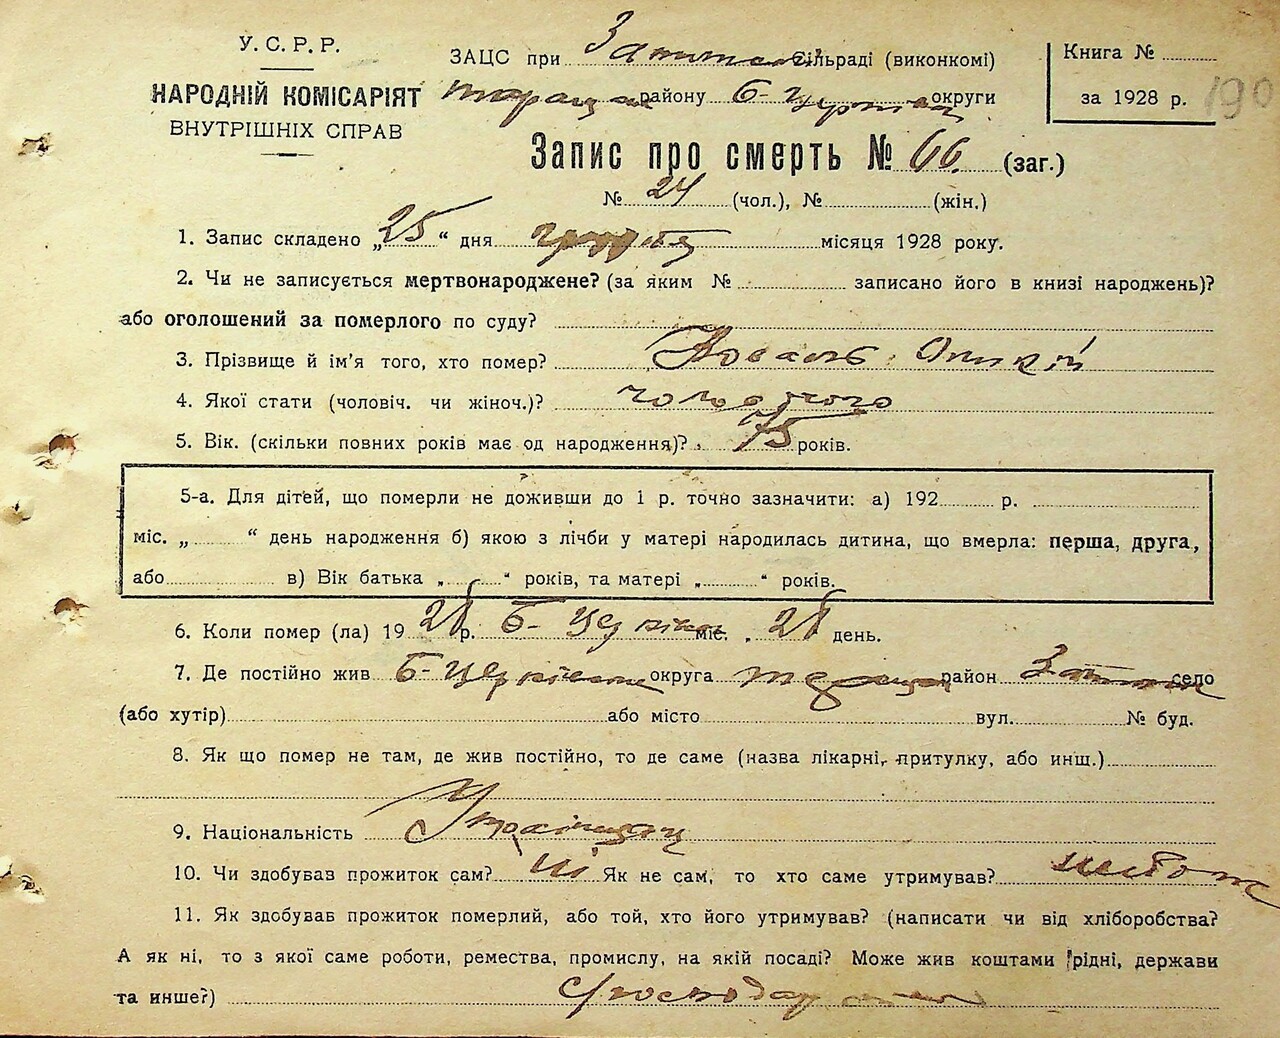 У. С. Р. Р.
НАРОДНІЙ КОМІСАРІЯТ
ВНУТРІШНІХ СПРАВ
ЗАЦС при сільраді (виконкомі)
району Б- округи
Книга №
за 1928 р. 190
Запис про смерть № 66 (заг.)
№ 24 (чол.), № (жін.)
1. Запис складено „25“ дня грудня місяця 1928 року.
2. Чи не записується мертвонароджене? (за яким № записано його в книзі народжень)?
або оголошений за померлого по суду?
3. Прізвище й ім'я того, хто помер? Коваль
4. Якої стати (чоловіч. чи жіноч.)?
5. Вік. (скільки повних років має од народження)? 75 років.
5-а. Для дітей, що померли не доживши до 1 р. точно зазначити: а) 192 р.
міс. „ “ день народження б) якою з лічби у матері народилась дитина, що вмерла: перша, друга,
або в) Вік батька „ “ років, та матері „ “ років.
6. Коли помер (ла) 19 р. Б- міс. день.
7. Де постійно жив Б- округа район село
(або хутір) або місто вул. № буд.
8. Як що помер не там, де жив постійно, то де саме (назва лікарні, притулку, або инш.)
9. Національність Українець
10. Чи здобував прожиток сам? ні Як не сам, то хто саме утримував?
11. Як здобував прожиток померлий, або той, хто його утримував? (написати чи від хліборобства?
А як ні, то з якої саме роботи, ремества, промислу, на якій посаді? Може жив коштами рідні, держави
та инше?)